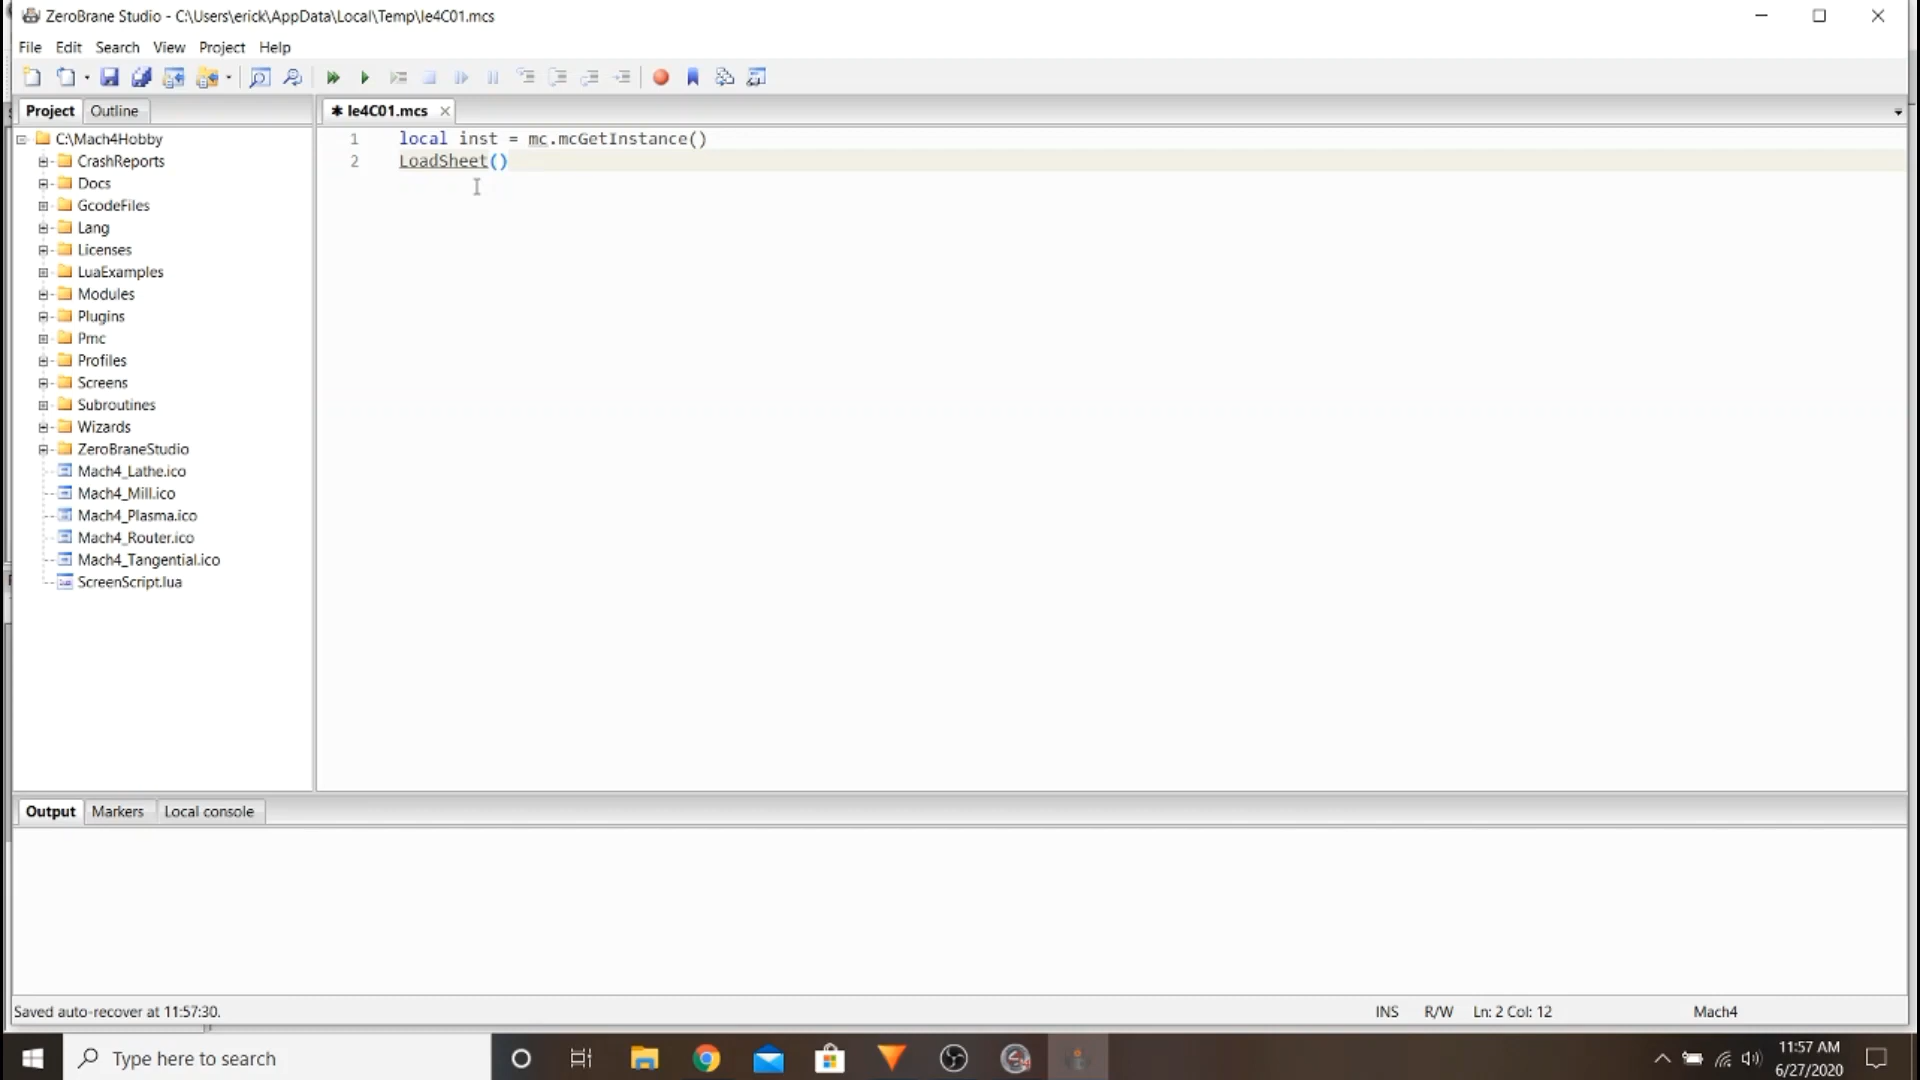 ZeroBrane Studio - C:\Users\erick\AppData\Local\Temp\Ie4C01.mcs
File Edit Search View Project Help
Project Outline
✱ Ie4C01.mcs
C:\Mach4Hobby
CrashReports
Docs
GcodeFiles
Lang
Licenses
LuaExamples
Modules
Plugins
Pmc
Profiles
Screens
Subroutines
Wizards
ZeroBraneStudio
Mach4_Lathe.ico
Mach4_Mill.ico
Mach4_Plasma.ico
Mach4_Router.ico
Mach4_Tangential.ico
ScreenScript.lua
1 local inst = mc.mcGetInstance()
2 LoadSheet()
Output Markers Local console
Saved auto-recover at 11:57:30. INS R/W Ln: 2 Col: 12 Mach4
Type here to search
11:57 AM
6/27/2020